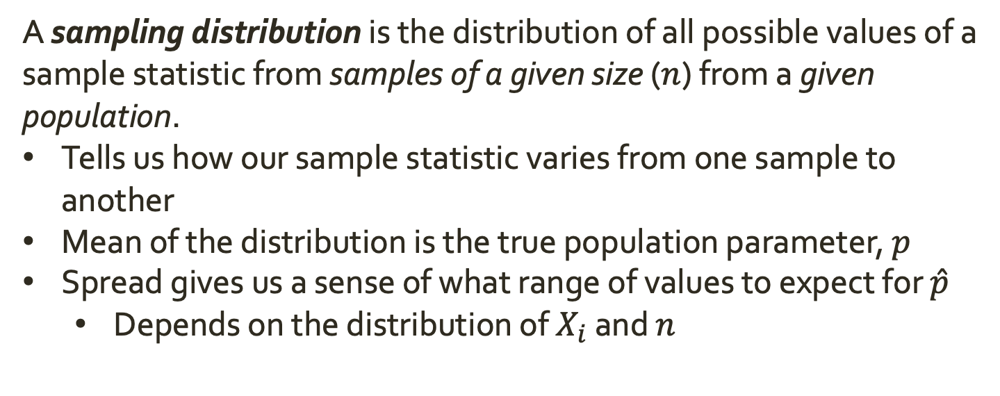 A sampling distribution is the distribution of all possible values of a
sample statistic from samples of a given size (n) from a given
population.
• Tells us how our sample statistic varies from one sample to
another
• Mean of the distribution is the true population parameter, p
• Spread gives us a sense of what range of values to expect for p̂
• Depends on the distribution of Xᵢ and n